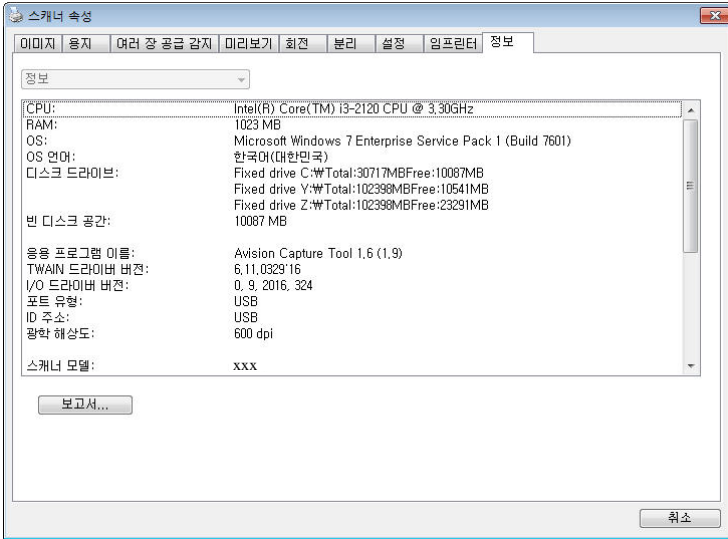 스캐너 속성
이미지 용지 여러 장 공급 감지 미리보기 회전 분리 설정 임프린터 정보
정보
CPU: Intel(R) Core(TM) i3-2120 CPU @ 3.30GHz
RAM: 1023 MB
OS: Microsoft Windows 7 Enterprise Service Pack 1 (Build 7601)
OS 언어: 한국어(대한민국)
디스크 드라이브: Fixed drive C:₩Total:30717MBFree:10087MB
Fixed drive Y:₩Total:102398MBFree:10541MB
Fixed drive Z:₩Total:102398MBFree:23291MB
빈 디스크 공간: 10087 MB
응용 프로그램 이름: Avision Capture Tool 1.6 (1.9)
TWAIN 드라이버 버전: 6.11.0329'16
I/O 드라이버 버전: 0, 9, 2016, 324
포트 유형: USB
ID 주소: USB
광학 해상도: 600 dpi
스캐너 모델: xxx
보고서...
취소